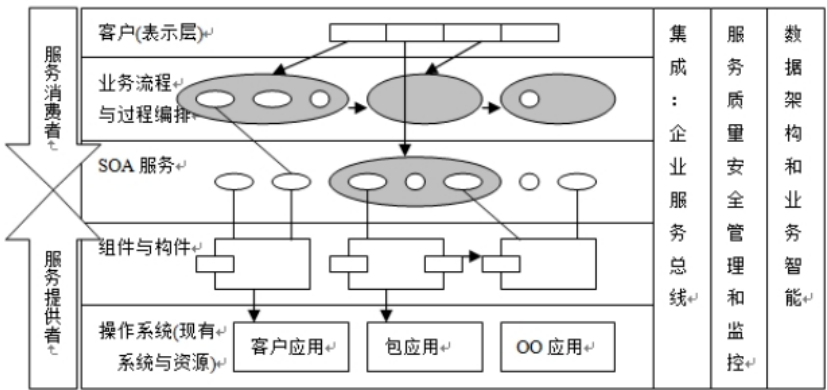 服务消费者
服务提供者
客户(表示层)
业务流程
与过程编排
SOA 服务
组件与构件
操作系统(现有
系统与资源)
客户应用
包应用
OO 应用
集成:企业服务总线
服务质量安全管理和监控
数据架构和业务智能